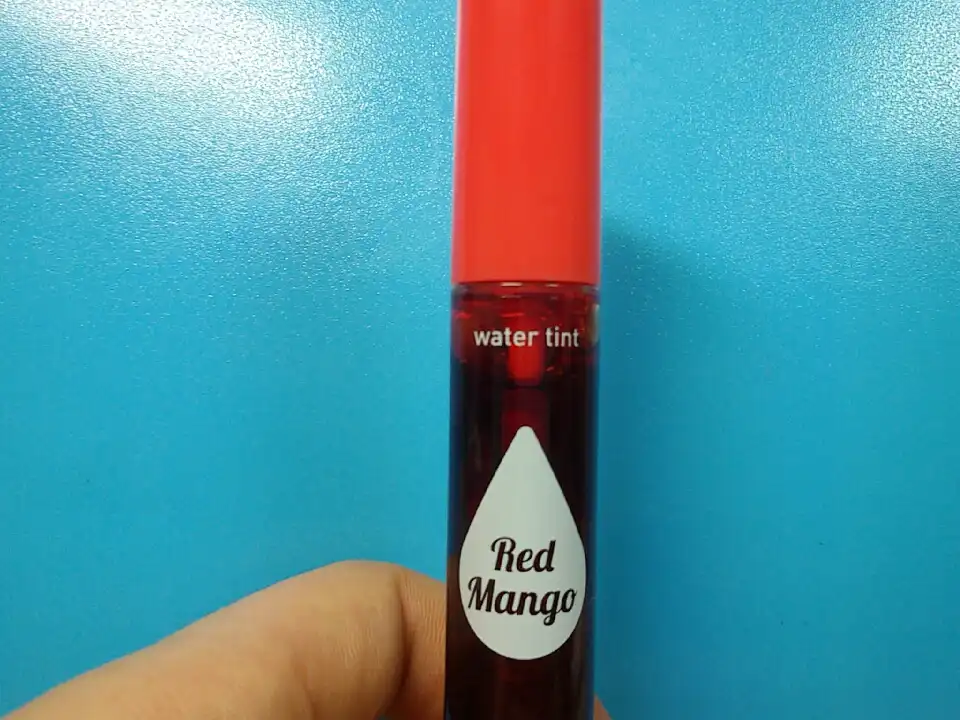 water tint
Red
Mango